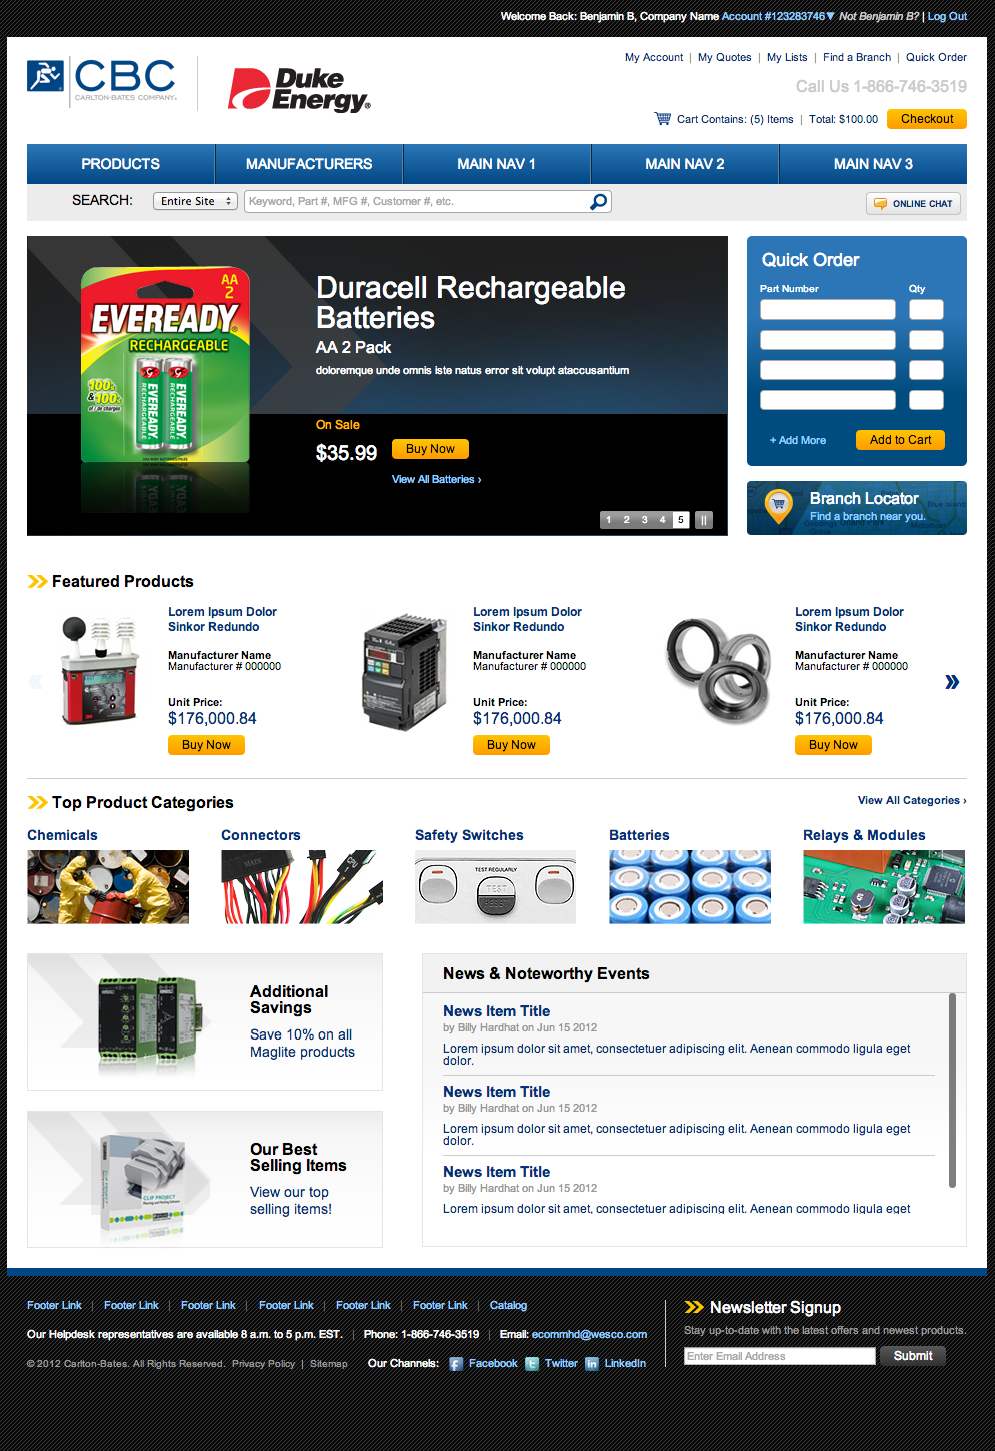 Welcome Back: Benjamin B, Company Name Account #123283746▼ Not Benjamin B? | Log Out
CBC
CARLTON-BATES COMPANY
Duke
Energy®
My Account | My Quotes | My Lists | Find a Branch | Quick Order
Call Us 1-866-746-3519
Cart Contains: (5) Items | Total: $100.00 Checkout
PRODUCTS MANUFACTURERS MAIN NAV 1 MAIN NAV 2 MAIN NAV 3
SEARCH: Entire Site Keyword, Part #, MFG #, Customer #, etc. ONLINE CHAT
AA
2
EVEREADY
RECHARGEABLE
EVEREADY
RECHARGEABLE
EVEREADY
RECHARGEABLE
Duracell Rechargeable
Batteries
AA 2 Pack
doloremque unde omnis iste natus error sit volupt ataccusantium
On Sale
$35.99 Buy Now
View All Batteries ›
1 2 3 4 5 ||
Quick Order
Part Number Qty
+ Add More Add to Cart
Branch Locator
Find a branch near you.
Featured Products
Lorem Ipsum Dolor
Sinkor Redundo
Manufacturer Name
Manufacturer # 000000
Unit Price:
$176,000.84
Buy Now
Lorem Ipsum Dolor
Sinkor Redundo
Manufacturer Name
Manufacturer # 000000
Unit Price:
$176,000.84
Buy Now
Lorem Ipsum Dolor
Sinkor Redundo
Manufacturer Name
Manufacturer # 000000
Unit Price:
$176,000.84
Buy Now
Top Product Categories View All Categories ›
Chemicals Connectors Safety Switches Batteries Relays & Modules
MAIN
CPU
TEST REGULARLY
TEST
RESET
Additional
Savings
Save 10% on all
Maglite products
Our Best
Selling Items
View our top
selling items!
CLIP PROJECT
News & Noteworthy Events
News Item Title
by Billy Hardhat on Jun 15 2012
Lorem ipsum dolor sit amet, consectetuer adipiscing elit. Aenean commodo ligula eget
dolor.
News Item Title
by Billy Hardhat on Jun 15 2012
Lorem ipsum dolor sit amet, consectetuer adipiscing elit. Aenean commodo ligula eget
dolor.
News Item Title
by Billy Hardhat on Jun 15 2012
Lorem ipsum dolor sit amet, consectetuer adipiscing elit. Aenean commodo ligula eget
Footer Link | Footer Link | Footer Link | Footer Link | Footer Link | Footer Link | Catalog
Our Helpdesk representatives are available 8 a.m. to 5 p.m. EST. | Phone: 1-866-746-3519 | Email: ecommhd@wesco.com
© 2012 Carlton-Bates. All Rights Reserved. Privacy Policy | Sitemap Our Channels: Facebook Twitter LinkedIn
Newsletter Signup
Stay up-to-date with the latest offers and newest products.
Enter Email Address Submit